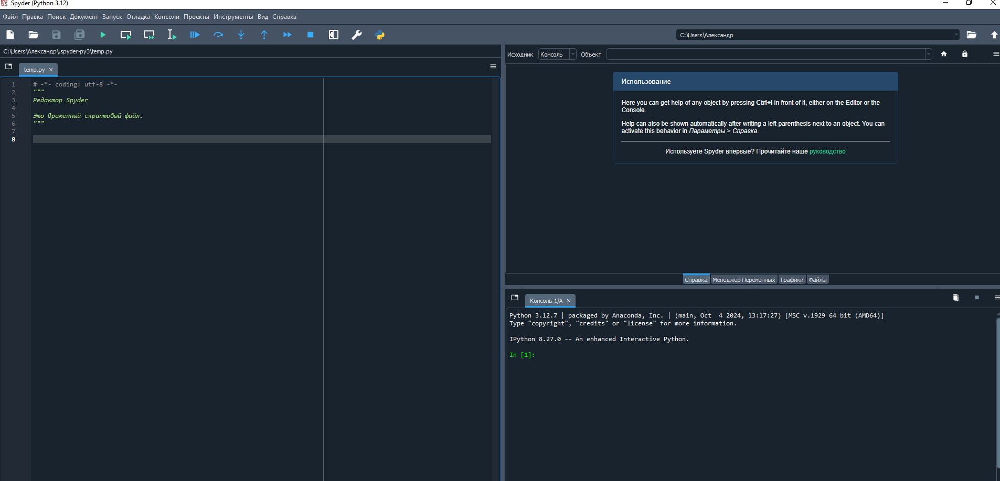 Spyder (Python 3.12)
Файл Правка Поиск Документ Запуск Отладка Консоли Проекты Инструменты Вид Справка
C:\Users\Александр
C:\Users\Александр\.spyder-py3\temp.py
temp.py
1 # -*- coding: utf-8 -*-
2 """
3 Редактор Spyder
4
5 Это временный скриптовый файл.
6 """
7
8
Исходник Консоль Объект
Использование
Here you can get help of any object by pressing Ctrl+I in front of it, either on the Editor or the
Console.
Help can also be shown automatically after writing a left parenthesis next to an object. You can
activate this behavior in Параметры > Справка.
Используете Spyder впервые? Прочитайте наше руководство
Справка Менеджер Переменных Графики Файлы
Консоль 1/A
Python 3.12.7 | packaged by Anaconda, Inc. | (main, Oct  4 2024, 13:17:27) [MSC v.1929 64 bit (AMD64)]
Type "copyright", "credits" or "license" for more information.
IPython 8.27.0 -- An enhanced Interactive Python.
In [1]: